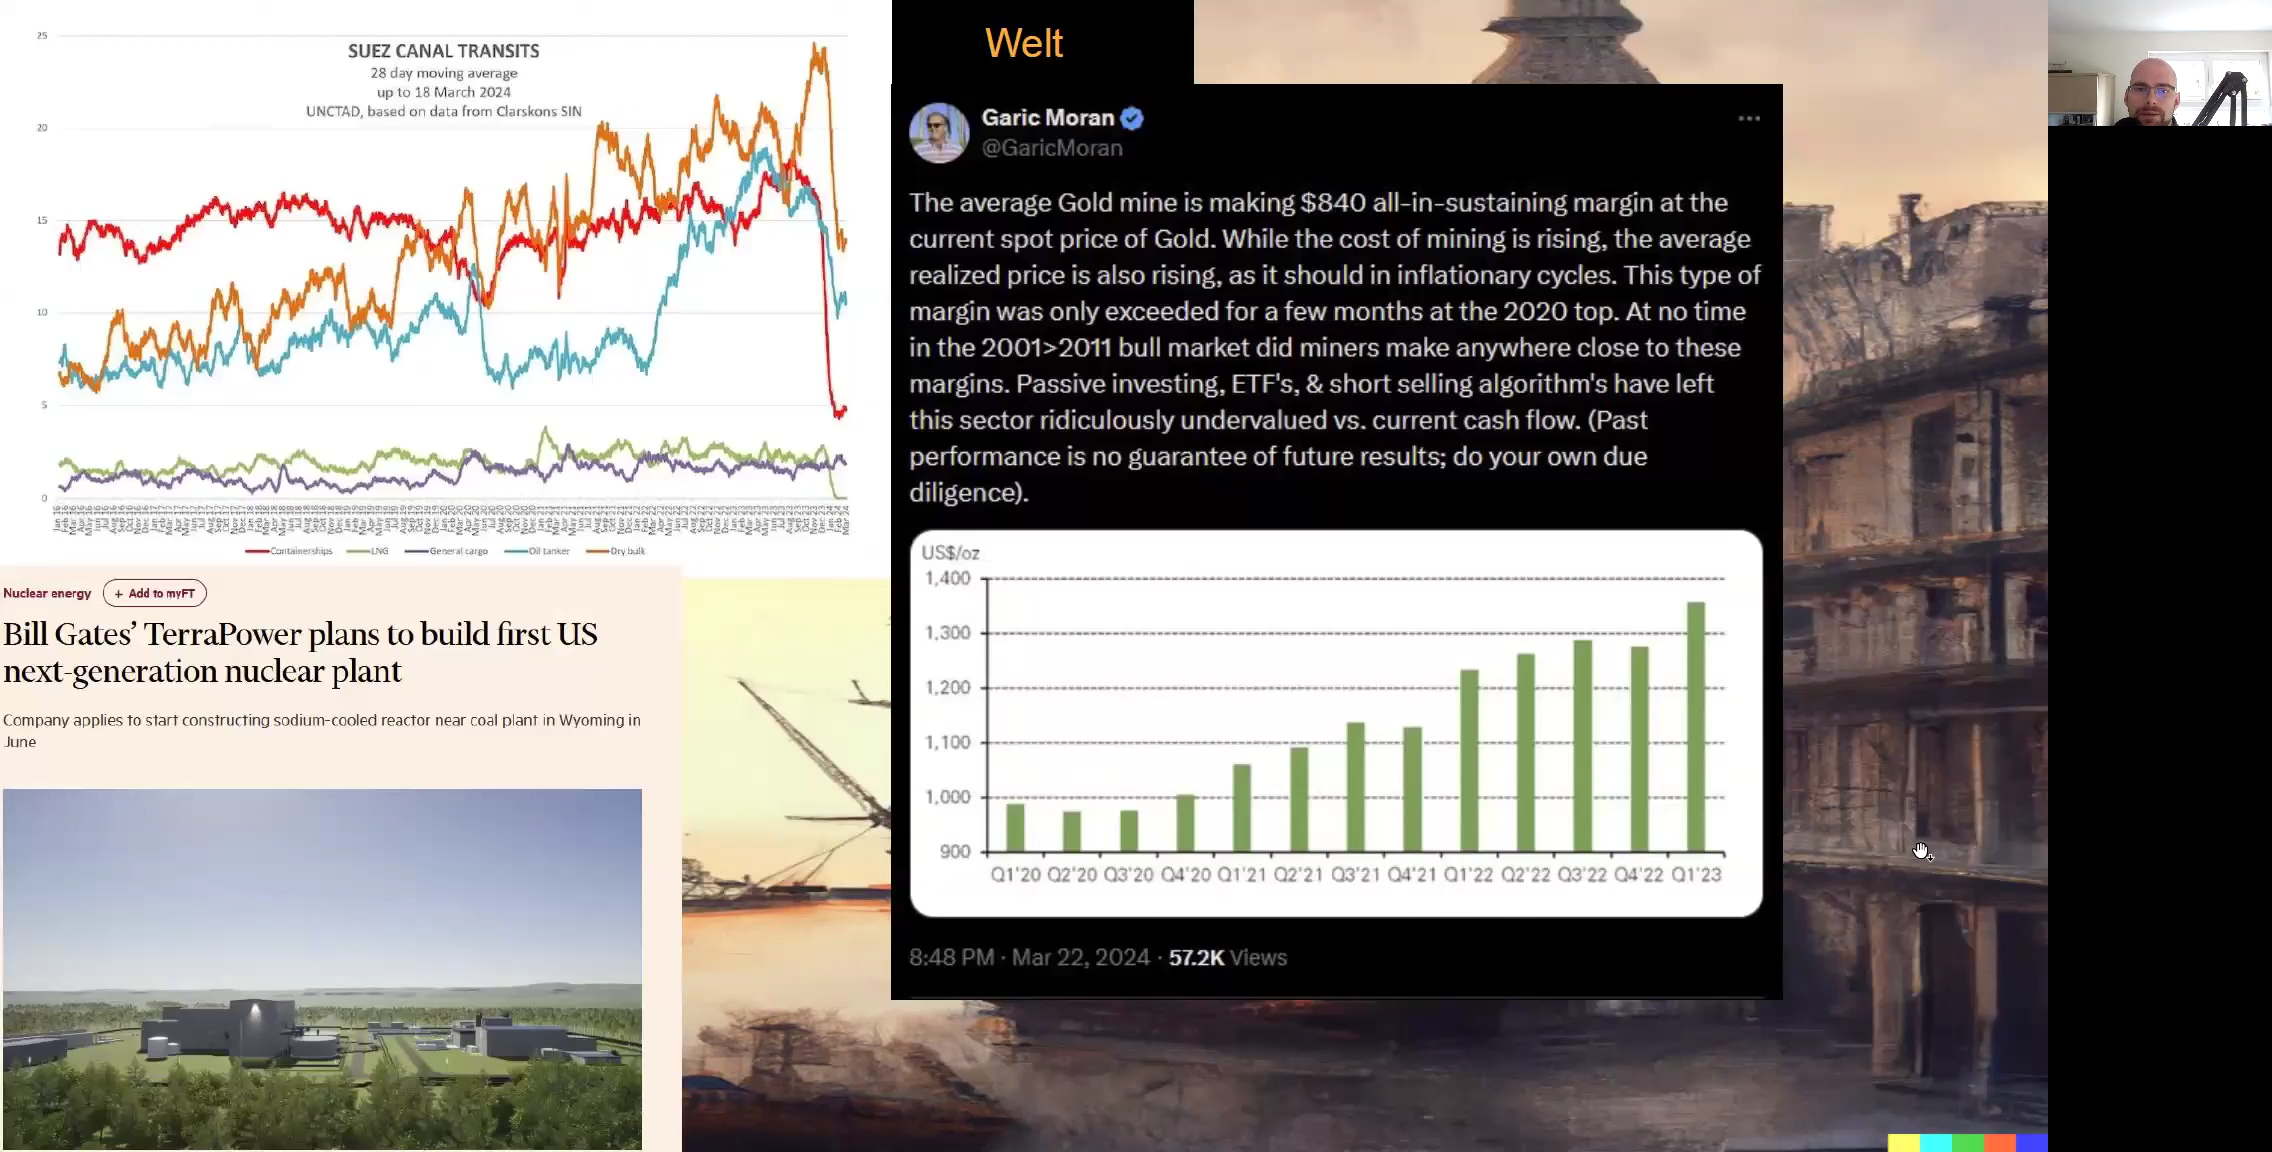 25
SUEZ CANAL TRANSITS
28 day moving average
up to 18 March 2024
UNCTAD, based on data from Clarskons SIN
20
15
10
5
0
Containerships
LNG
General cargo
Oil tanker
Dry bulk
Nuclear energy
+ Add to myFT
Bill Gates’ TerraPower plans to build first US
next-generation nuclear plant
Company applies to start constructing sodium-cooled reactor near coal plant in Wyoming in
June
Welt
Garic Moran
@GaricMoran
The average Gold mine is making $840 all-in-sustaining margin at the
current spot price of Gold. While the cost of mining is rising, the average
realized price is also rising, as it should in inflationary cycles. This type of
margin was only exceeded for a few months at the 2020 top. At no time
in the 2001>2011 bull market did miners make anywhere close to these
margins. Passive investing, ETF's, & short selling algorithm's have left
this sector ridiculously undervalued vs. current cash flow. (Past
performance is no guarantee of future results; do your own due
diligence).
US$/oz
1,400
1,300
1,200
1,100
1,000
900
Q1'20 Q2'20 Q3'20 Q4'20 Q1'21 Q2'21 Q3'21 Q4'21 Q1'22 Q2'22 Q3'22 Q4'22 Q1'23
8:48 PM · Mar 22, 2024 · 57.2K Views